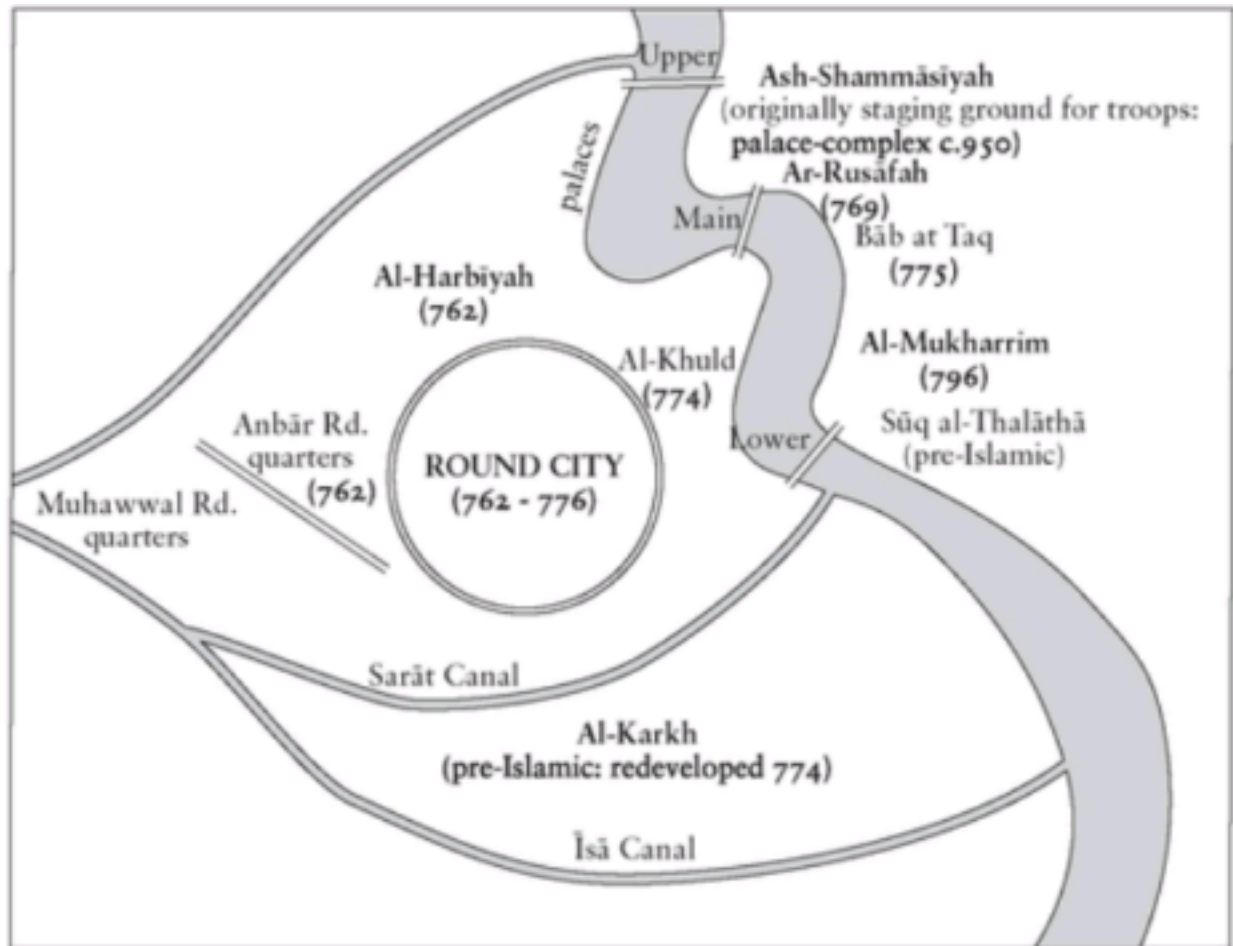 Upper
Ash-Shammāsīyah
(originally staging ground for troops:
palace-complex c.950)
palaces
Ar-Rusāfah
(769)
Main
Bāb at Taq
(775)
Al-Harbīyah
(762)
Al-Khuld
(774)
Al-Mukharrim
(796)
Anbār Rd.
quarters
(762)
ROUND CITY
(762 - 776)
Lower
Sūq al-Thalāthā
(pre-Islamic)
Muhawwal Rd.
quarters
Sarāt Canal
Al-Karkh
(pre-Islamic: redeveloped 774)
Īsā Canal